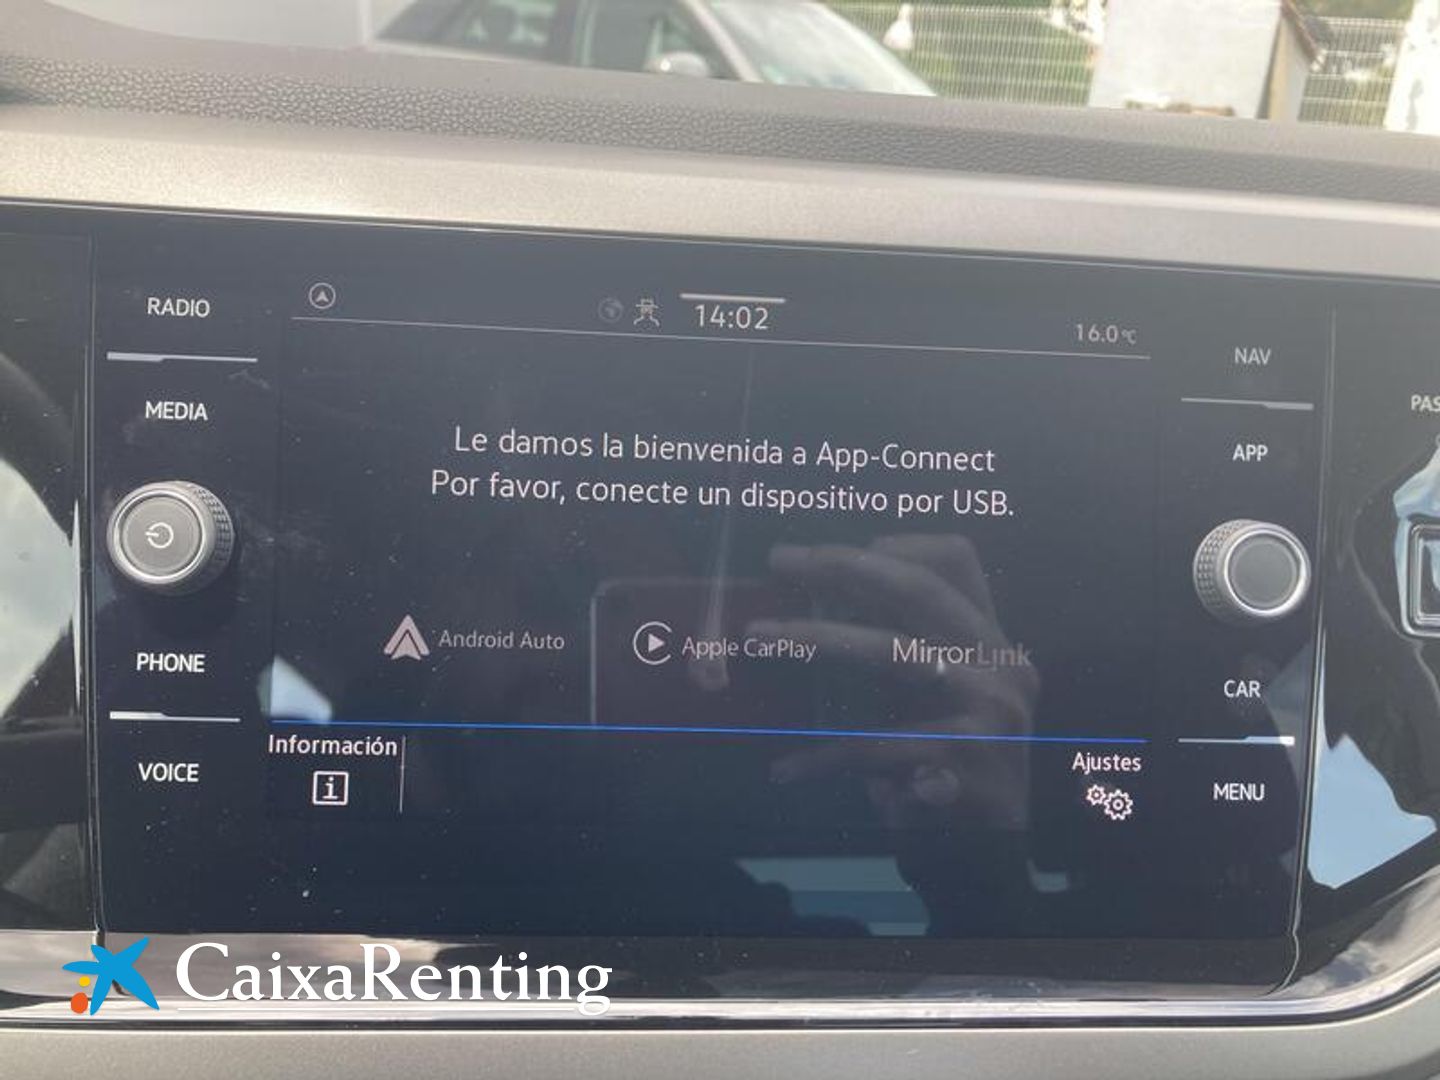 RADIO
MEDIA
PHONE
VOICE
14:02
16.0°C
Le damos la bienvenida a App-Connect
Por favor, conecte un dispositivo por USB.
Android Auto
Apple CarPlay
MirrorLink
Información
i
Ajustes
NAV
APP
CAR
MENU
PAS
CaixaRenting